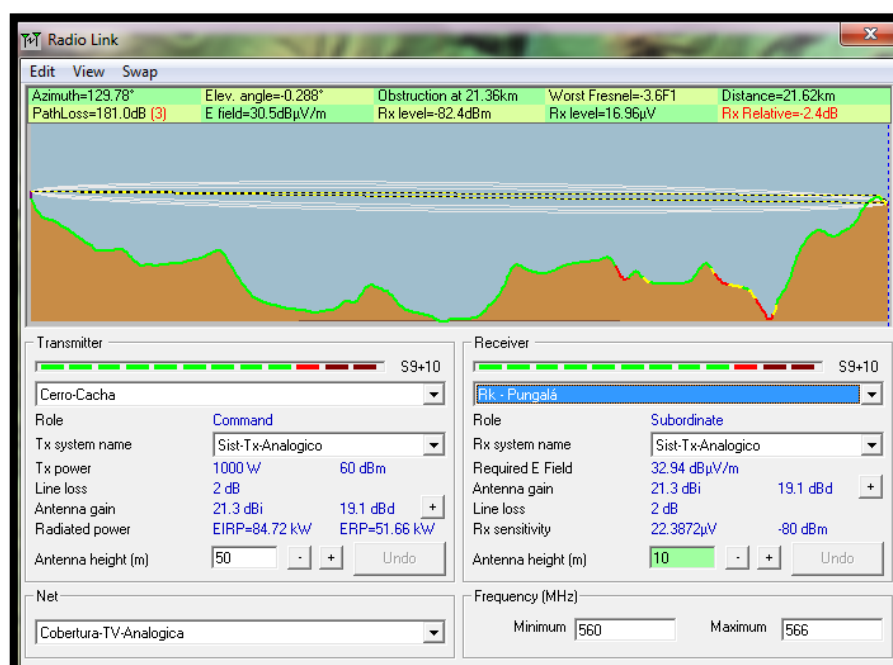 Radio Link
Edit View Swap
Azimuth=129.78° Elev. angle=-0.288° Obstruction at 21.36km Worst Fresnel=-3.6F1 Distance=21.62km
PathLoss=181.0dB (3) E field=30.5dBµV/m Rx level=-82.4dBm Rx level=16.96µV Rx Relative=-2.4dB
Transmitter
S9+10
Cerro-Cacha
Role Command
Tx system name Sist-Tx-Analogico
Tx power 1000 W 60 dBm
Line loss 2 dB
Antenna gain 21.3 dBi 19.1 dBd +
Radiated power EIRP=84.72 kW ERP=51.66 kW
Antenna height (m) 50 - + Undo
Net
Cobertura-TV-Analogica
Receiver
S9+10
Rk - Pungalá
Role Subordinate
Rx system name Sist-Tx-Analogico
Required E Field 32.94 dBµV/m
Antenna gain 21.3 dBi 19.1 dBd +
Line loss 2 dB
Rx sensitivity 22.3872µV -80 dBm
Antenna height (m) 10 - + Undo
Frequency (MHz)
Minimum 560 Maximum 566